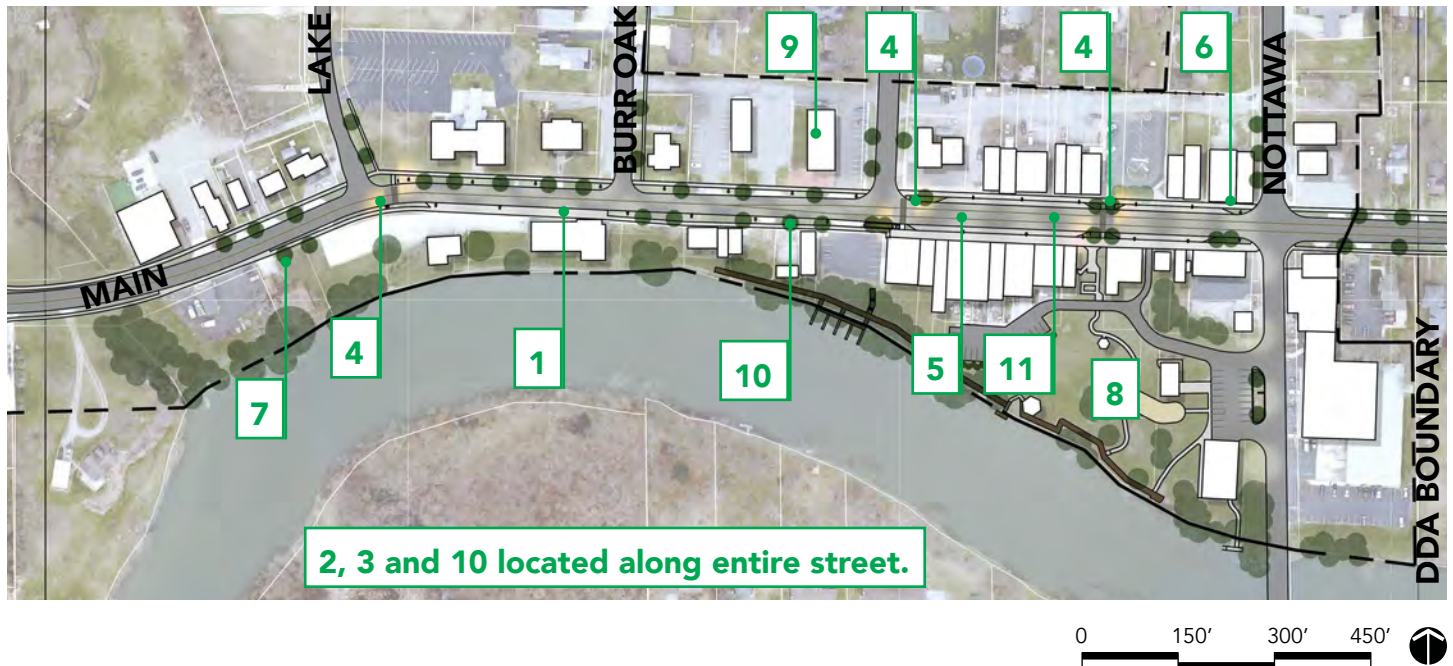 LAKE
BURR OAK
9
4
4
6
NOTTAWA
MAIN
7
4
1
10
5
11
8
DDA BOUNDARY
2, 3 and 10 located along entire street.
0 150’ 300’ 450’